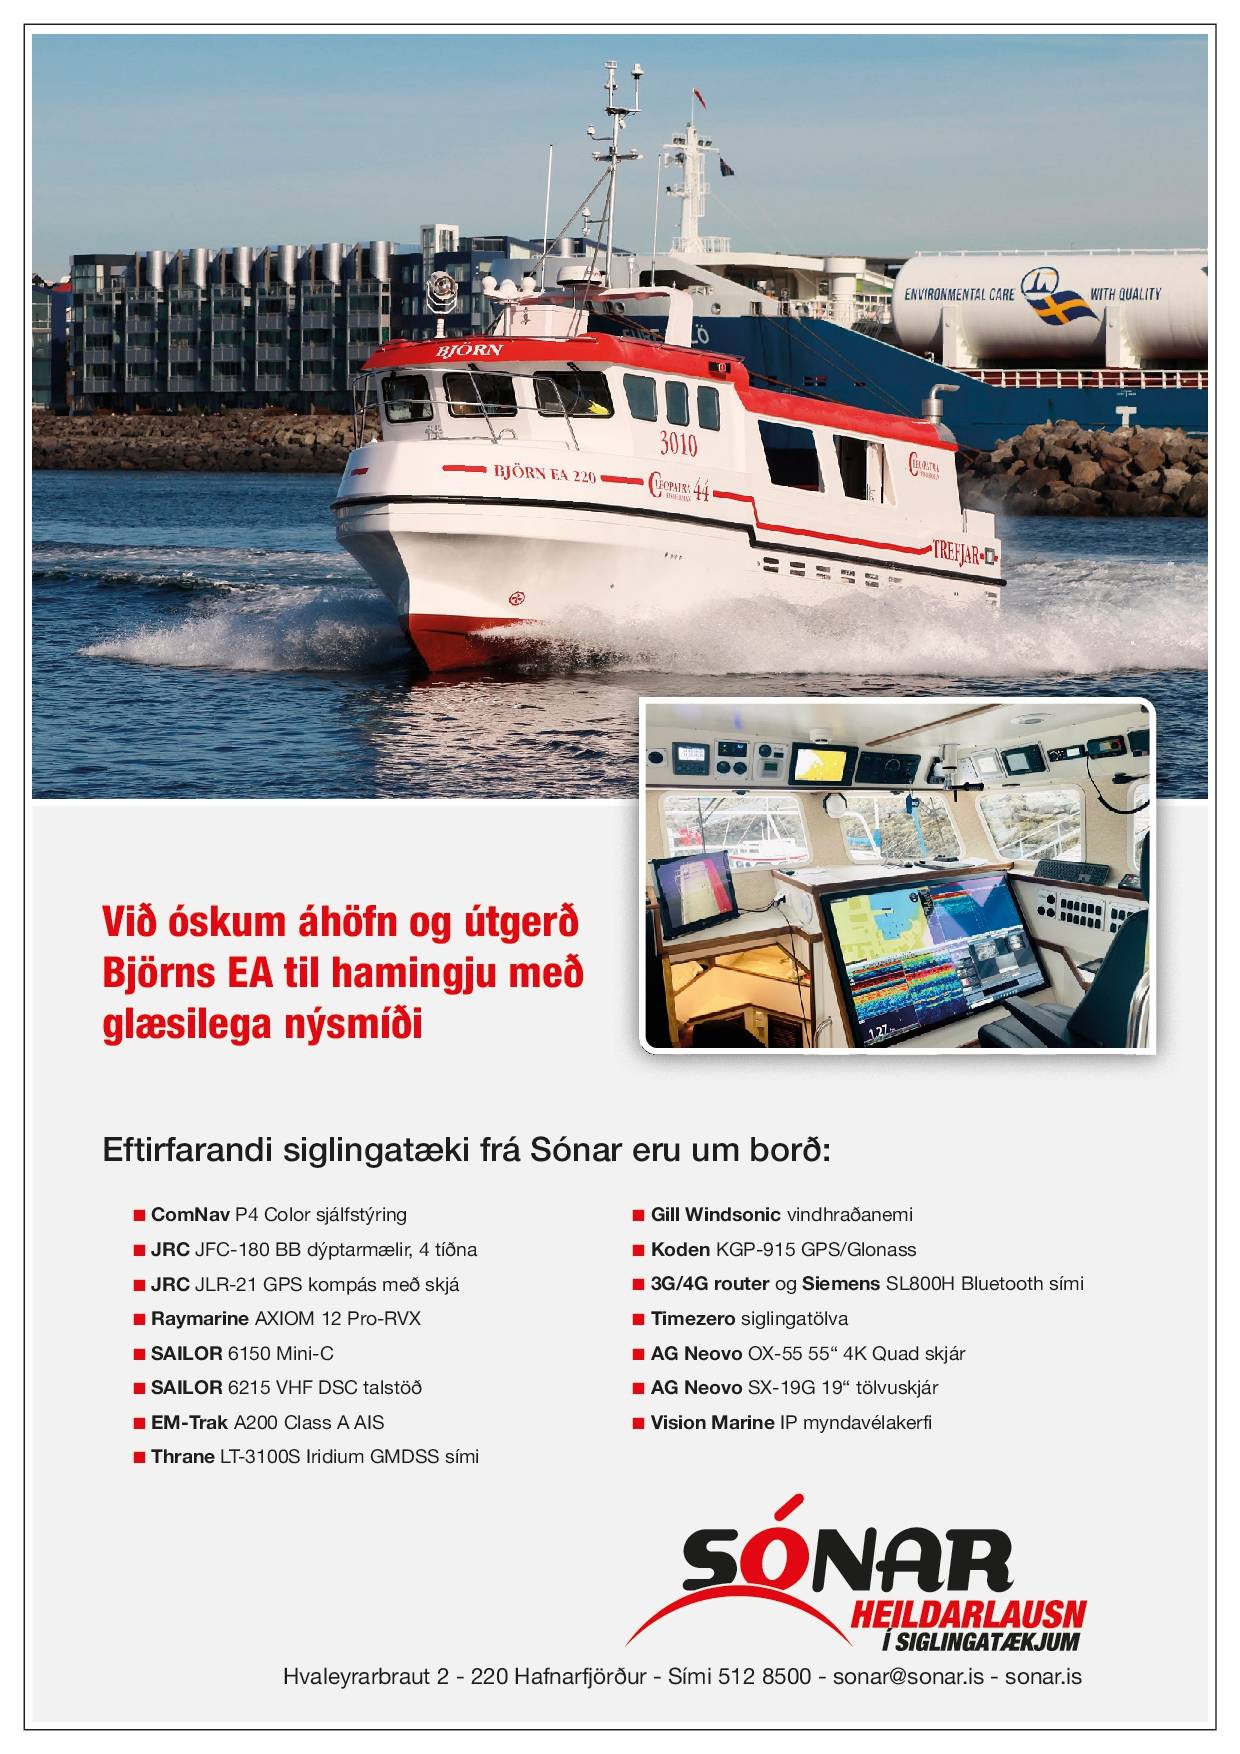 ENVIRONMENTAL CARE WITH QUALITY
BJÖRN
3010
BJÖRN EA 220
CLEOPATRA 44
FISHERMAN
CLEOPATRA
TREFJAR
T
1.27
Við óskum áhöfn og útgerð
Björns EA til hamingju með
glæsilega nýsmíði
Eftirfarandi siglingatæki frá Sónar eru um borð:
ComNav P4 Color sjálfstýring
JRC JFC-180 BB dýptarmælir, 4 tíðna
JRC JLR-21 GPS kompás með skjá
Raymarine AXIOM 12 Pro-RVX
SAILOR 6150 Mini-C
SAILOR 6215 VHF DSC talstöð
EM-Trak A200 Class A AIS
Thrane LT-3100S Iridium GMDSS sími
Gill Windsonic vindhraðanemi
Koden KGP-915 GPS/Glonass
3G/4G router og Siemens SL800H Bluetooth sími
Timezero siglingatölva
AG Neovo OX-55 55“ 4K Quad skjár
AG Neovo SX-19G 19“ tölvuskjár
Vision Marine IP myndavélakerfi
SÓNAR
HEILDARLAUSN
Í SIGLINGATÆKJUM
Hvaleyrarbraut 2 - 220 Hafnarfjörður - Sími 512 8500 - sonar@sonar.is - sonar.is